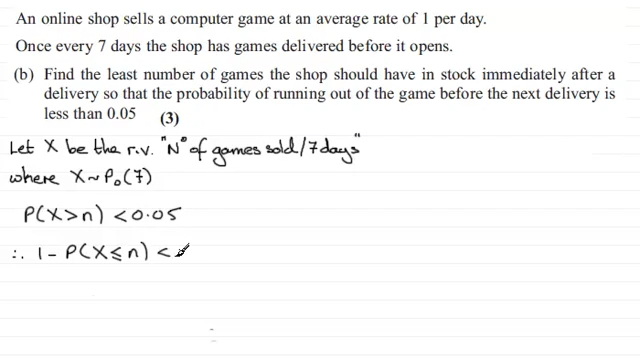 An online shop sells a computer game at an average rate of 1 per day.
Once every 7 days the shop has games delivered before it opens.
(b) Find the least number of games the shop should have in stock immediately after a
delivery so that the probability of running out of the game before the next delivery is
less than 0.05 (3)
Let X be the r.v. "Nº of games sold/7days"
where X~Po(7)
P(X>n) <0.05
∴ 1 - P(X≤n) <